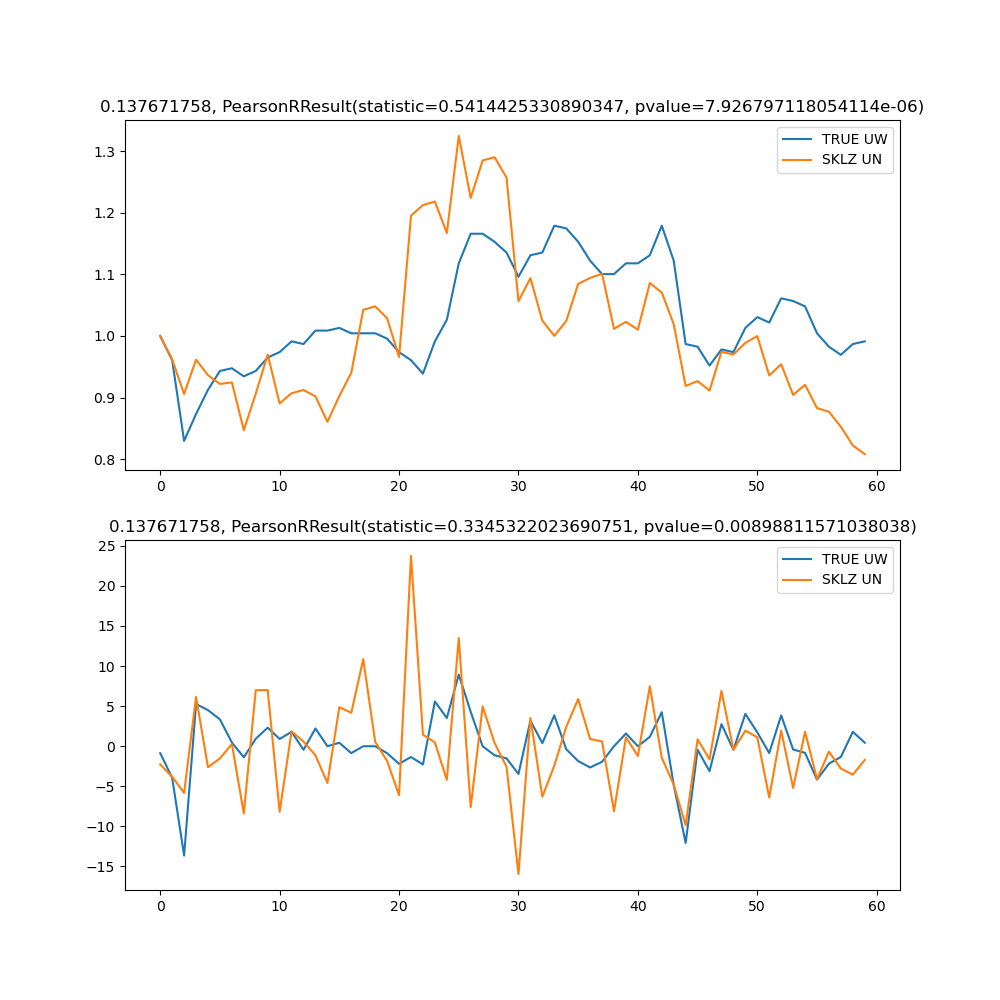 0.137671758, PearsonRResult(statistic=0.5414425330890347, pvalue=7.926797118054114e-06)
TRUE UW
SKLZ UN
1.3
1.2
1.1
1.0
0.9
0.8
0 10 20 30 40 50 60
0.137671758, PearsonRResult(statistic=0.3345322023690751, pvalue=0.00898811571038038)
TRUE UW
SKLZ UN
25
20
15
10
5
0
−5
−10
−15
0 10 20 30 40 50 60